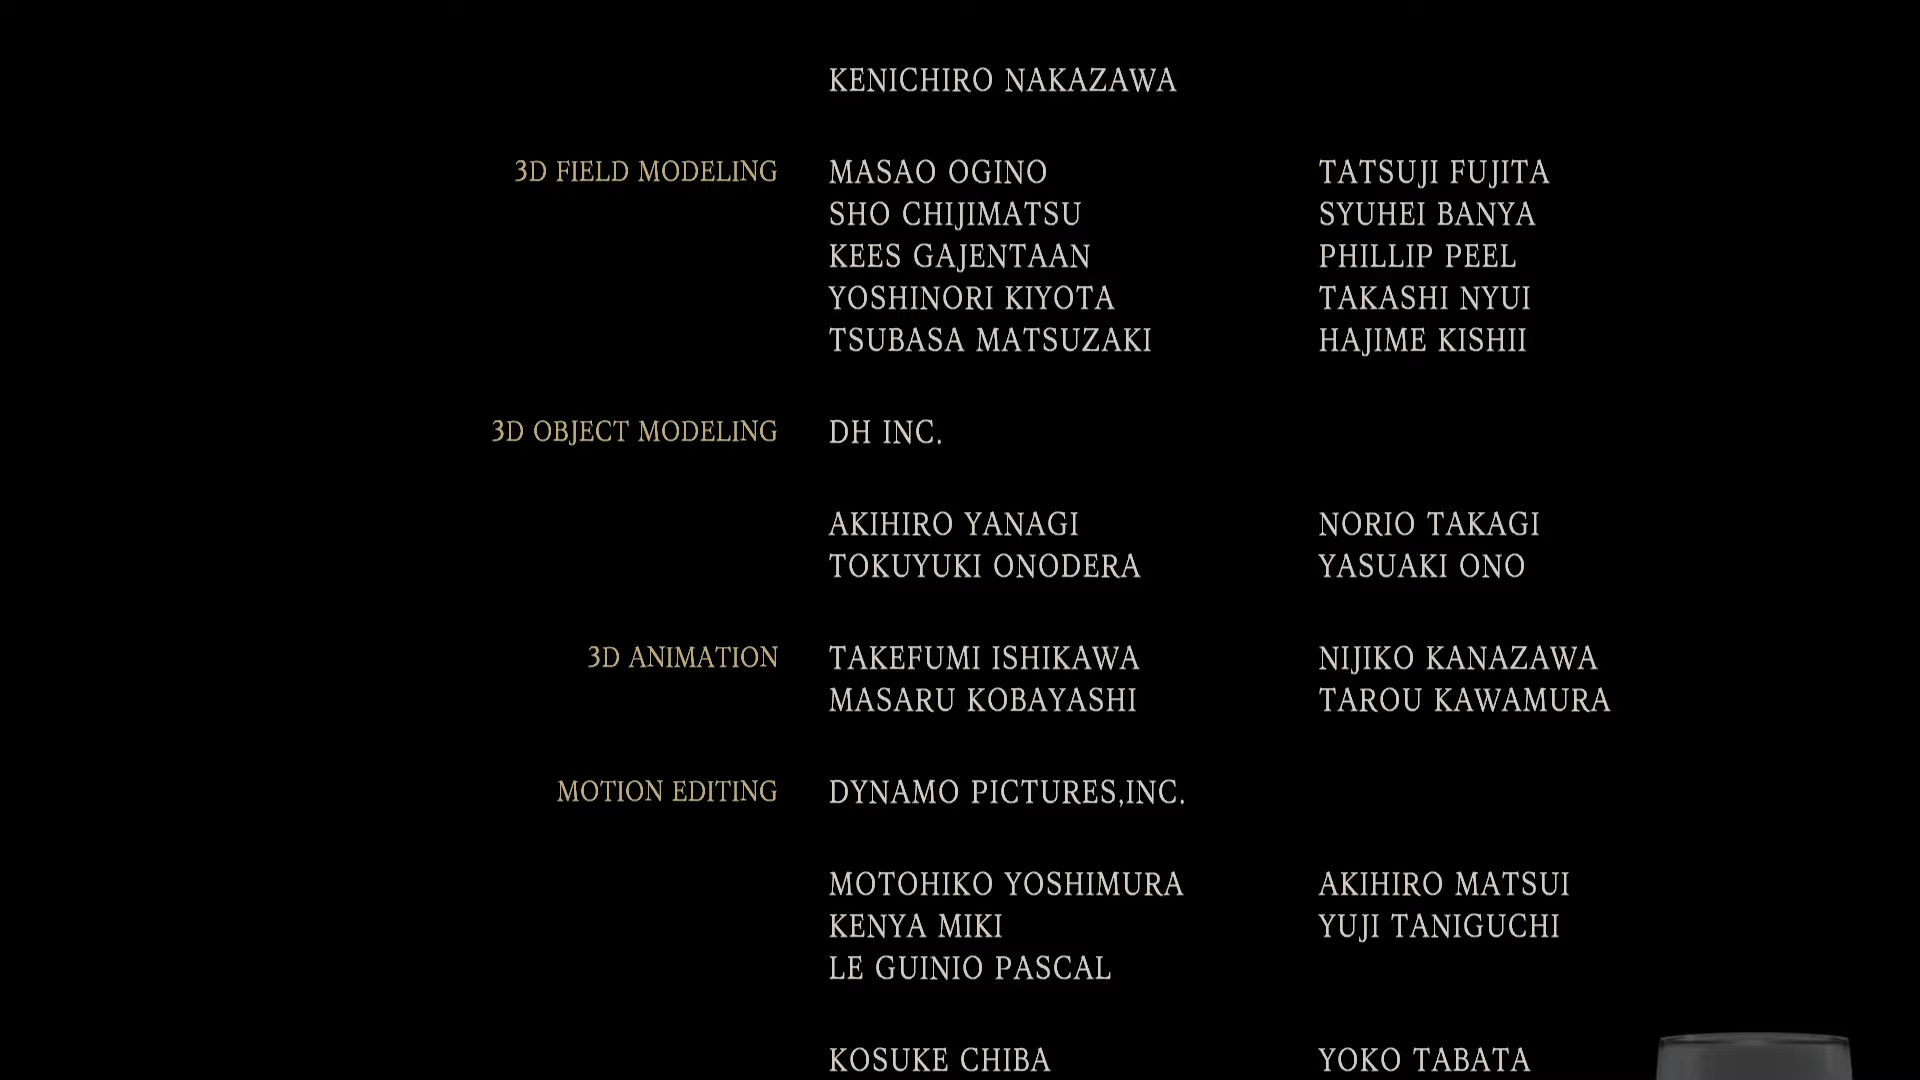 KENICHIRO NAKAZAWA
3D FIELD MODELING MASAO OGINO TATSUJI FUJITA
SHO CHIJIMATSU SYUHEI BANYA
KEES GAJENTAAN PHILLIP PEEL
YOSHINORI KIYOTA TAKASHI NYUI
TSUBASA MATSUZAKI HAJIME KISHII
3D OBJECT MODELING DH INC.
AKIHIRO YANAGI NORIO TAKAGI
TOKUYUKI ONODERA YASUAKI ONO
3D ANIMATION TAKEFUMI ISHIKAWA NIJIKO KANAZAWA
MASARU KOBAYASHI TAROU KAWAMURA
MOTION EDITING DYNAMO PICTURES,INC.
MOTOHIKO YOSHIMURA AKIHIRO MATSUI
KENYA MIKI YUJI TANIGUCHI
LE GUINIO PASCAL
KOSUKE CHIBA YOKO TABATA